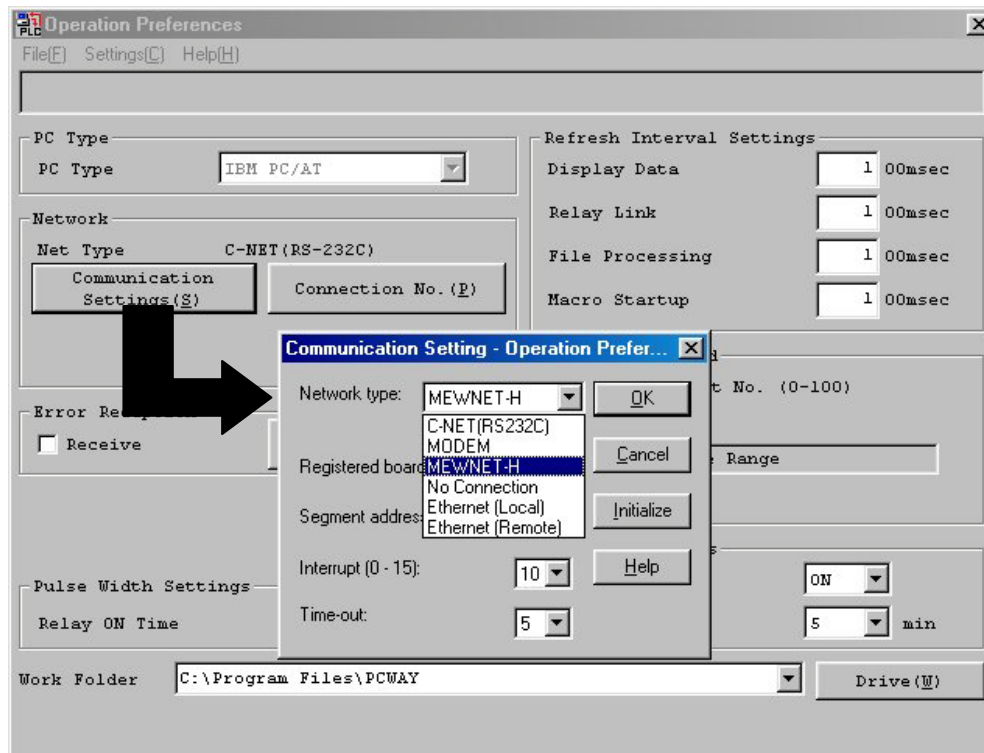 PLC
Operation Preferences
File(F) Settings(C) Help(H)
PC Type
PC Type IBM PC/AT
Network
Net Type C-NET(RS-232C)
Communication
Settings(S)
Connection No.(P)
Receive
Pulse Width Settings
Relay ON Time
Refresh Interval Settings
Display Data 1 00msec
Relay Link 1 00msec
File Processing 1 00msec
Macro Startup 1 00msec
No. (0-100)
Range
ON
5 min
Communication Setting - Operation Prefer...
Network type: MEWNET-H
C-NET(RS232C)
MODEM
MEWNET-H
No Connection
Ethernet (Local)
Ethernet (Remote)
Registered board
Segment address
Interrupt (0 - 15): 10
Time-out: 5
OK
Cancel
Initialize
Help
Error
Work Folder C:\Program Files\PCWAY Drive(W)